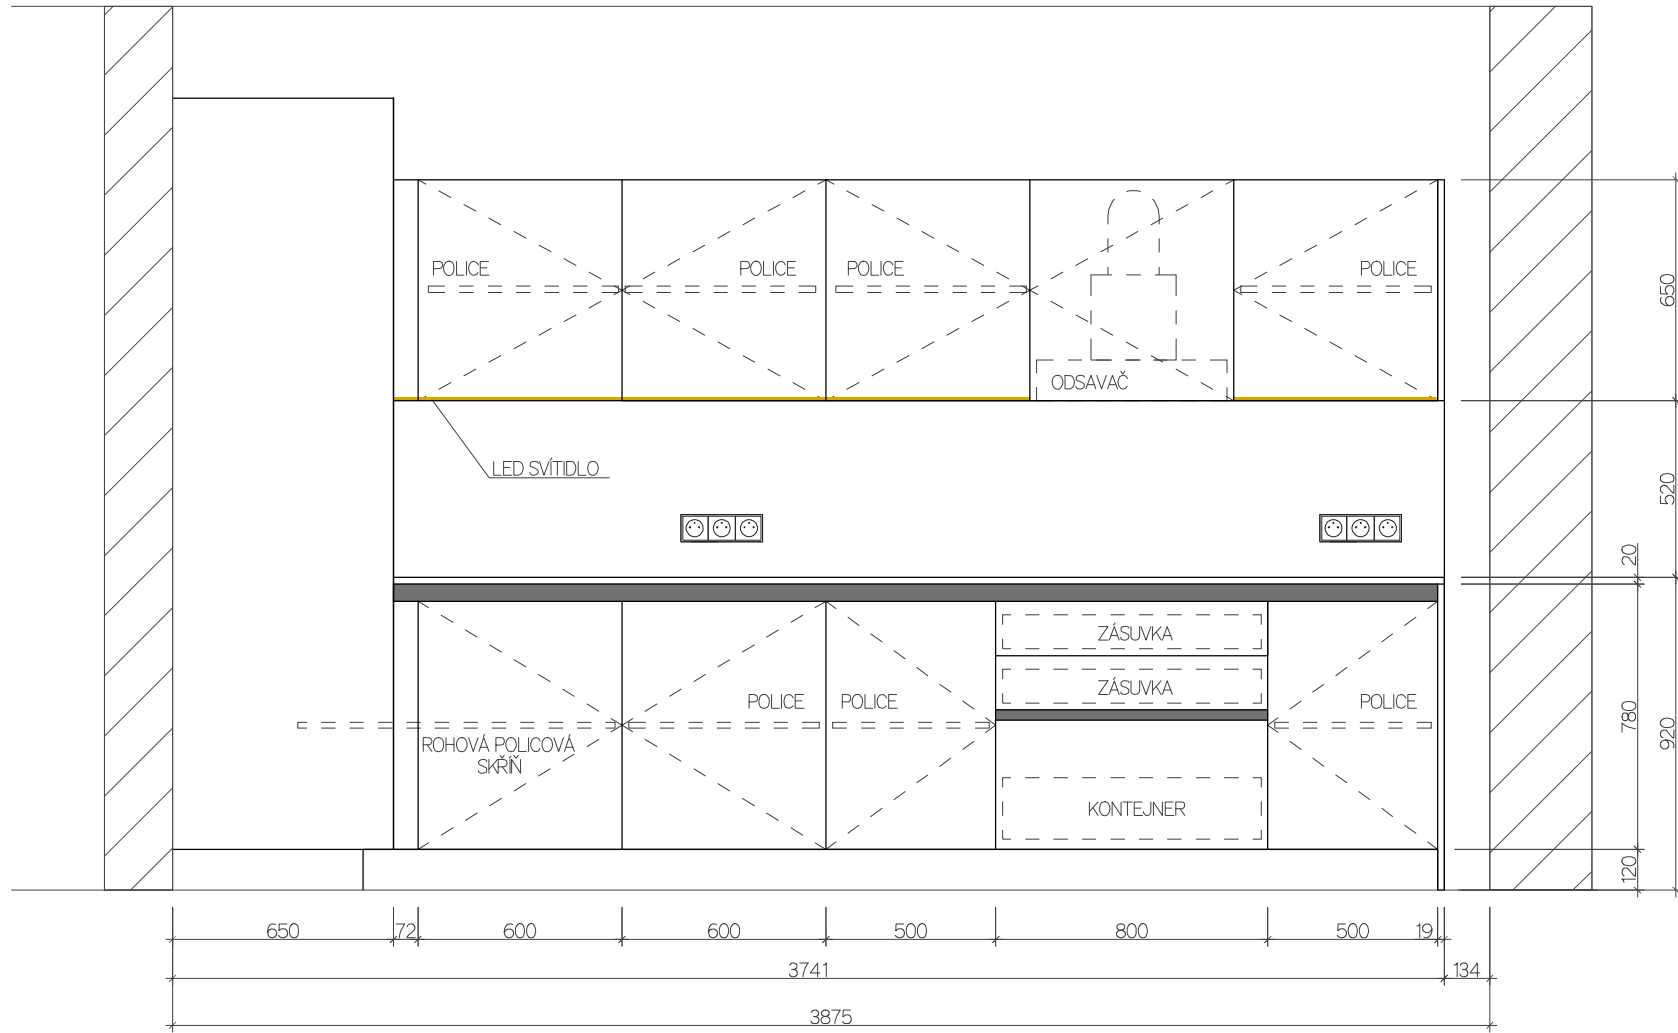 POLICE
POLICE
POLICE
POLICE
ODSAVAČ
650
LED SVÍTIDLO
520
20
ZÁSUVKA
ZÁSUVKA
POLICE
POLICE
POLICE
780
920
ROHOVÁ POLICOVÁ
SKŘÍŇ
KONTEJNER
120
650
72
600
600
500
800
500
19
3741
134
3875